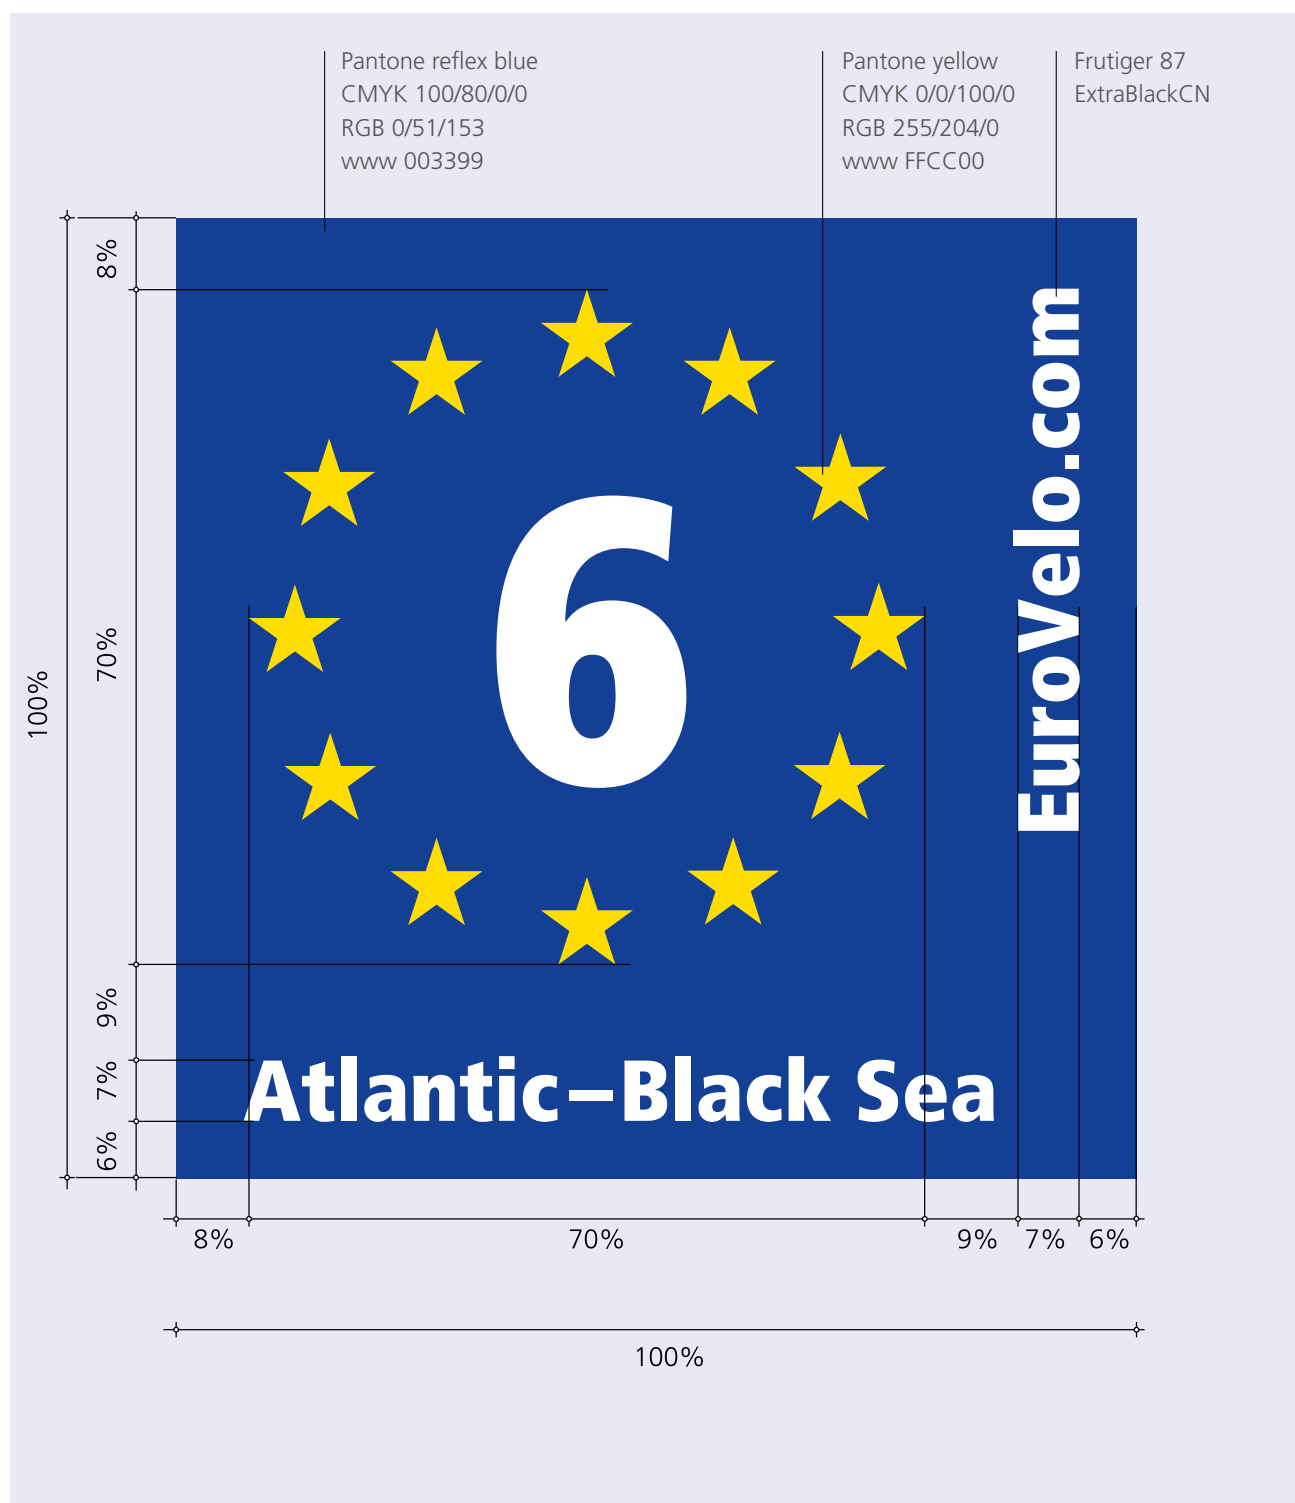 Pantone reflex blue
CMYK 100/80/0/0
RGB 0/51/153
www 003399
Pantone yellow
CMYK 0/0/100/0
RGB 255/204/0
www FFCC00
Frutiger 87
ExtraBlackCN
100%
8%
70%
9%
7%
6%
6
EuroVelo.com
Atlantic–Black Sea
8%
70%
9%
7%
6%
100%